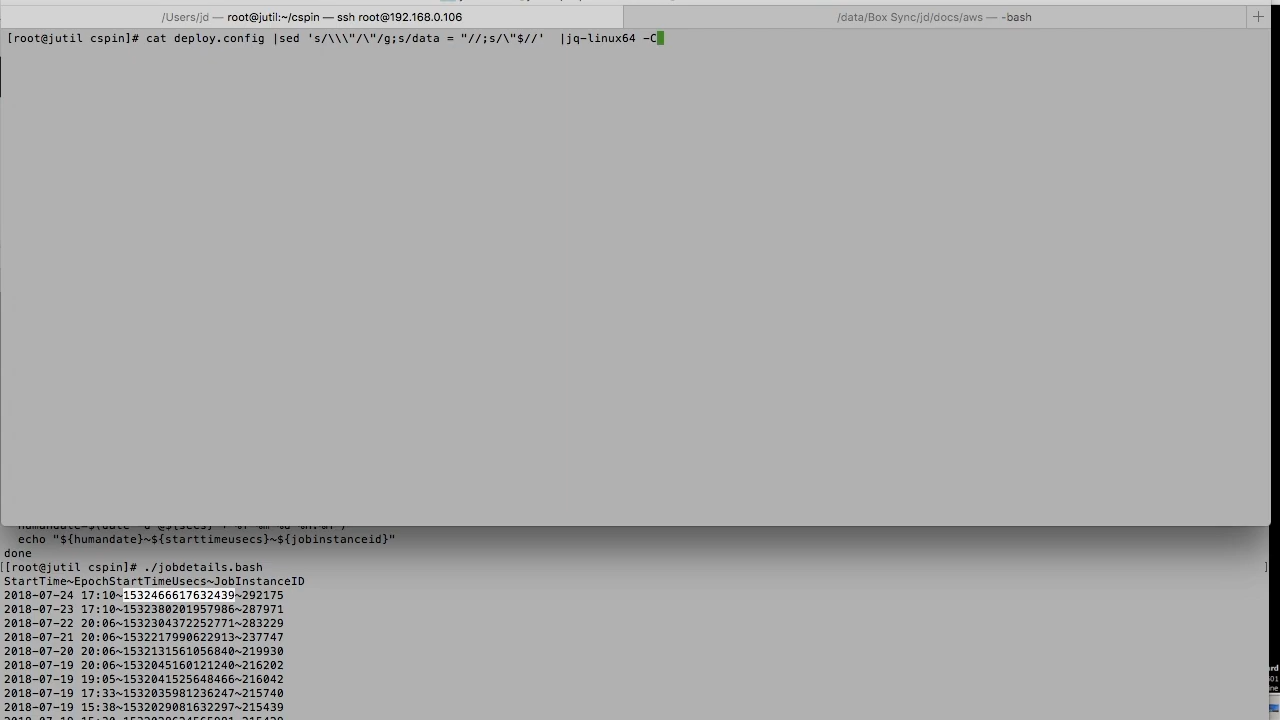 /Users/jd — root@jutil:~/cspin — ssh root@192.168.0.106
/data/Box Sync/jd/docs/aws — -bash
[root@jutil cspin]# cat deploy.config |sed 's/\\\"/\"/g;s/data = "//;s/\"$//'  |jq-linux64 -C
echo "${humandate}~${starttimeusecs}~${jobinstanceid}"
done
[[root@jutil cspin]# ./jobdetails.bash ]
StartTime~EpochStartTimeUsecs~JobInstanceID
2018-07-24 17:10~1532466617632439~292175
2018-07-23 17:10~1532380201957986~287971
2018-07-22 20:06~1532304372252771~283229
2018-07-21 20:06~1532217990622913~237747
2018-07-20 20:06~1532131561056840~219930
2018-07-19 20:06~1532045160121240~216202
2018-07-19 19:05~1532041525648466~216042
2018-07-19 17:33~1532035981236247~215740
2018-07-19 15:38~1532029081632297~215439